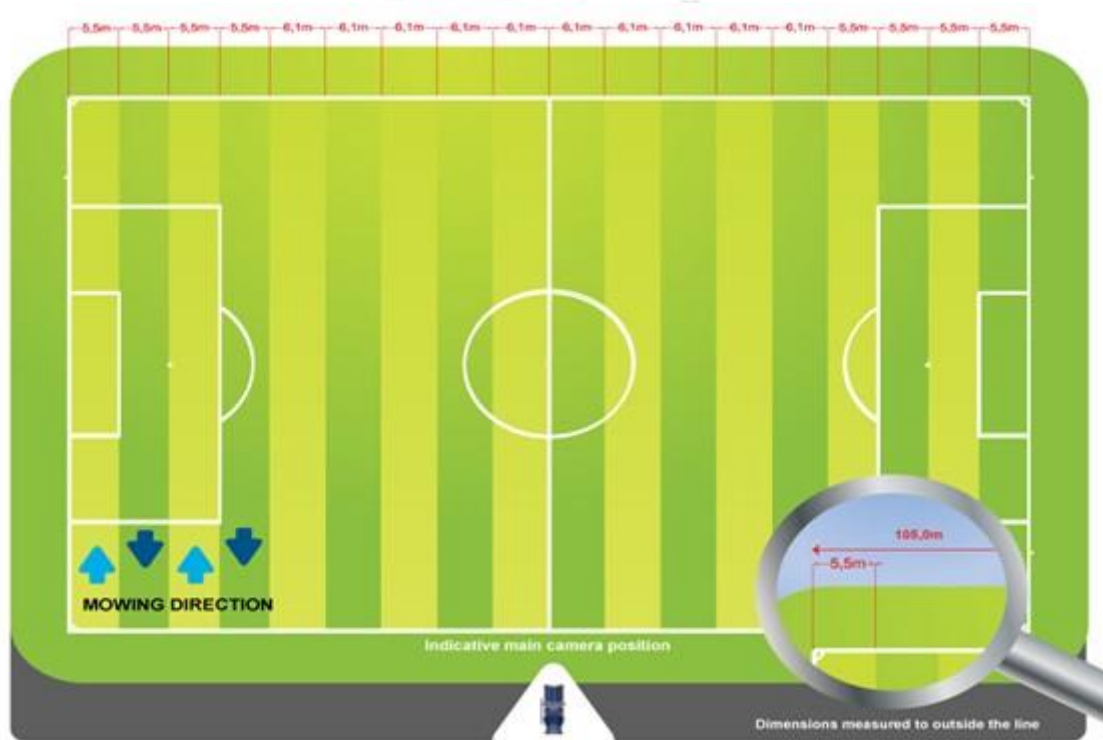 5,5m 5,5m 5,5m 5,5m 6,1m 6,1m 6,1m 6,1m 6,1m 6,1m 6,1m 6,1m 6,1m 6,1m 5,5m 5,5m 5,5m 5,5m
105,0m
5,5m
MOWING DIRECTION
Indicative main camera position
Dimensions measured to outside the line